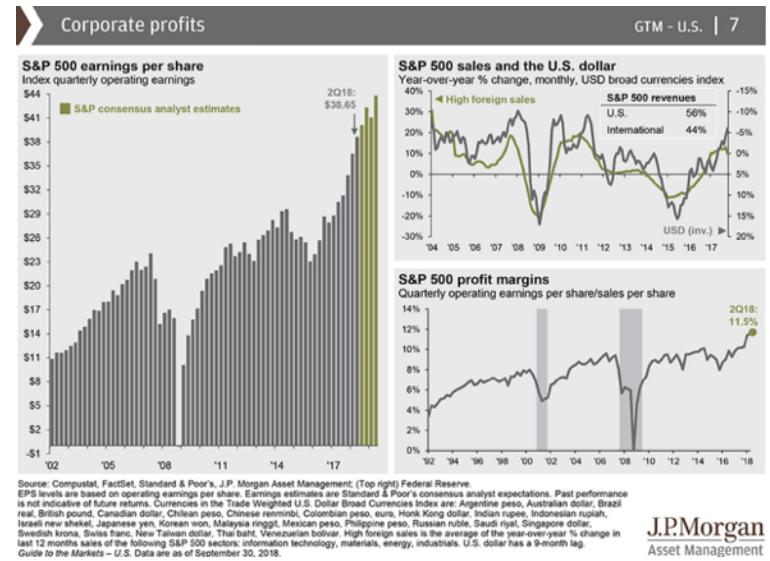 Corporate profits
GTM – U.S. | 7
S&P 500 earnings per share
Index quarterly operating earnings
$44
$41
$38
$35
$32
$29
$26
$23
$20
$17
$14
$11
$8
$5
$2
-$1
S&P consensus analyst estimates
2Q18:
$38.65
'02 '05 '08 '11 '14 '17
S&P 500 sales and the U.S. dollar
Year-over-year % change, monthly, USD broad currencies index
40%
30%
20%
10%
0%
-10%
-20%
-30%
High foreign sales
S&P 500 revenues
U.S. 56%
International 44%
-15%
-10%
-5%
0%
5%
10%
15%
20%
USD (inv.)
'04 '05 '06 '07 '08 '09 '10 '11 '12 '13 '14 '15 '16 '17
S&P 500 profit margins
Quarterly operating earnings per share/sales per share
14%
12%
10%
8%
6%
4%
2%
0%
2Q18:
11.5%
'92 '94 '96 '98 '00 '02 '04 '06 '08 '10 '12 '14 '16 '18
Source: Compustat, FactSet, Standard & Poor's, J.P. Morgan Asset Management; (Top right) Federal Reserve.
EPS levels are based on operating earnings per share. Earnings estimates are Standard & Poor's consensus analyst expectations. Past performance
is not indicative of future returns. Currencies in the Trade Weighted U.S. Dollar Broad Currencies Index are: Argentine peso, Australian dollar, Brazil
real, British pound, Canadian dollar, Chilean peso, Chinese renminbi, Colombian peso, euro, Honk Kong dollar, Indian rupee, Indonesian rupiah,
Israeli new shekel, Japanese yen, Korean won, Malaysia ringgit, Mexican peso, Philippine peso, Russian ruble, Saudi riyal, Singapore dollar,
Swedish krona, Swiss franc, New Taiwan dollar, Thai baht, Venezuelan bolivar. High foreign sales is the average of the year-over-year % change in
last 12 months sales of the following S&P 500 sectors: information technology, materials, energy, industrials. U.S. dollar has a 9-month lag.
Guide to the Markets – U.S. Data are as of September 30, 2018.
J.P.Morgan
Asset Management